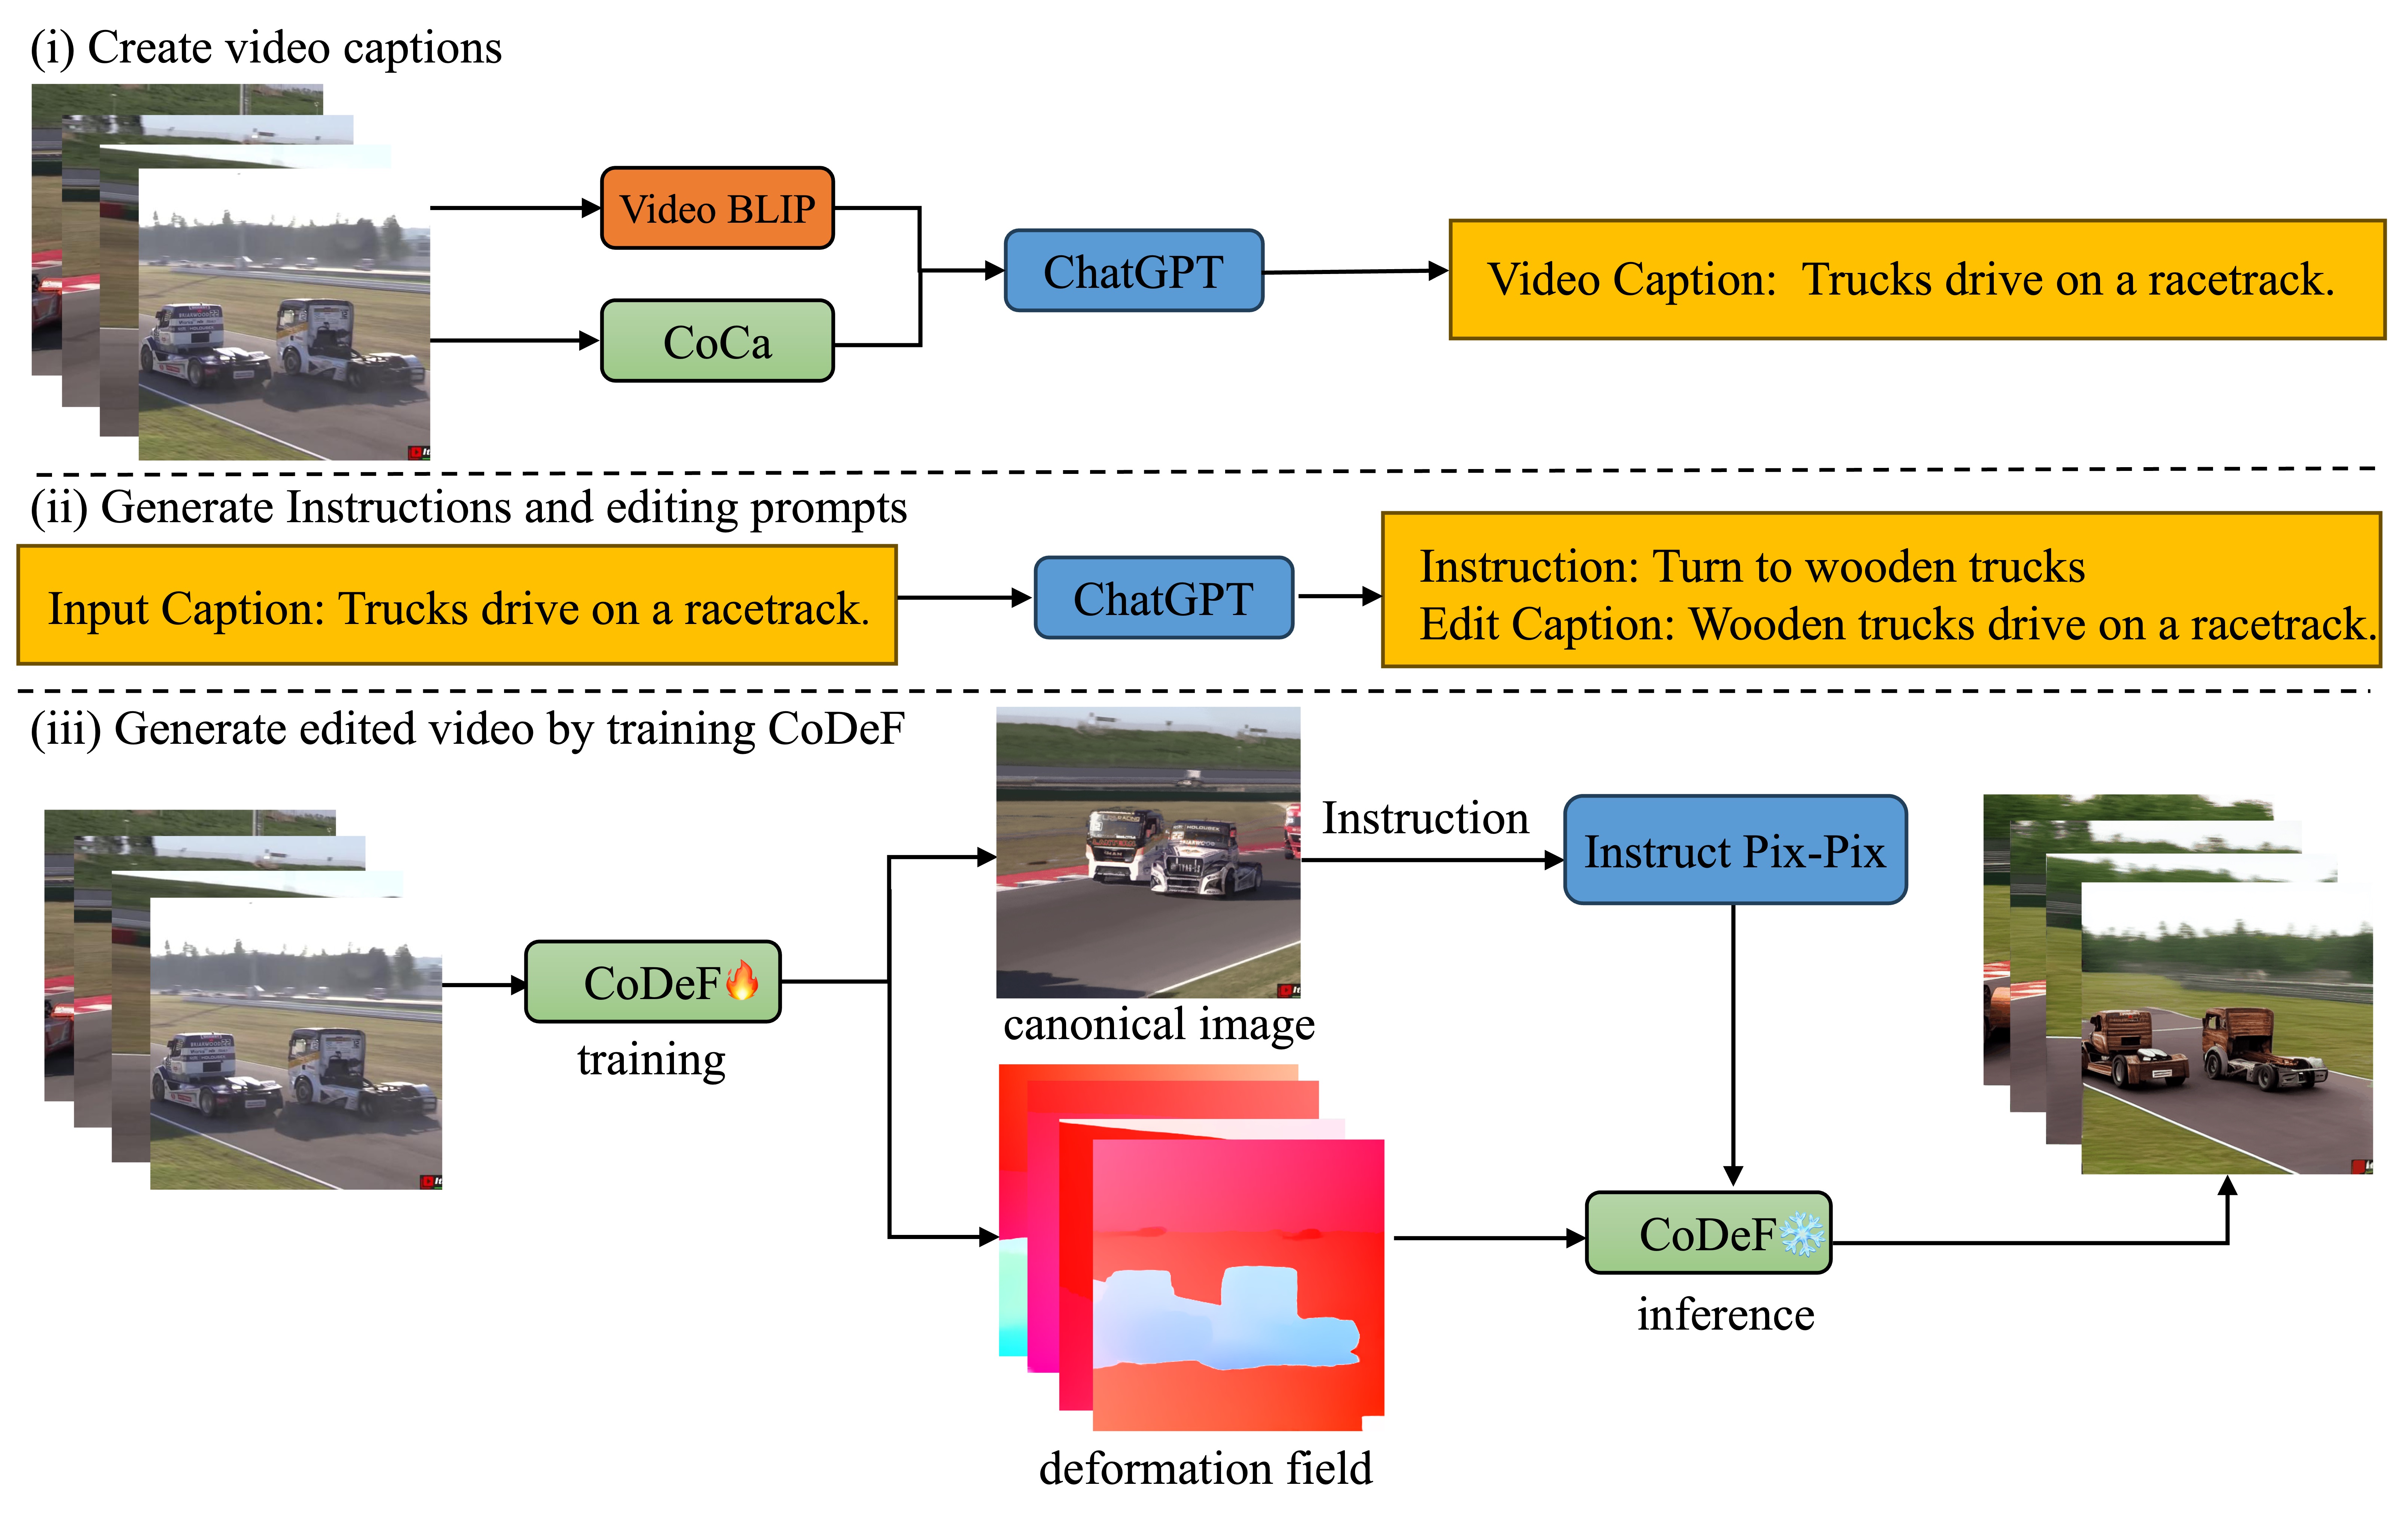 (i) Create video captions
Video BLIP
CoCa
ChatGPT
Video Caption:  Trucks drive on a racetrack.
(ii) Generate Instructions and editing prompts
Input Caption: Trucks drive on a racetrack.
ChatGPT
Instruction: Turn to wooden trucks
Edit Caption: Wooden trucks drive on a racetrack.
(iii) Generate edited video by training CoDeF
CoDeF
training
canonical image
deformation field
Instruction
Instruct Pix-Pix
CoDeF
inference